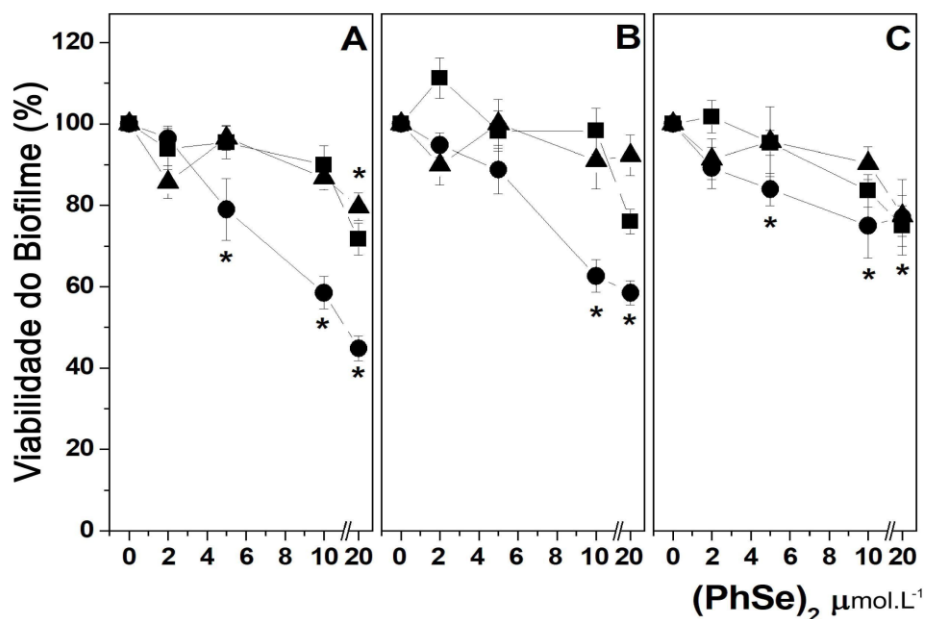 A B C
120
100
80
60
40
20
0
Viabilidade do Biofilme (%)
* * * *
* *
* * *
0 2 4 6 8 10 20 0 2 4 6 8 10 20 0 2 4 6 8 10 20
(PhSe)₂ µmol.L⁻¹